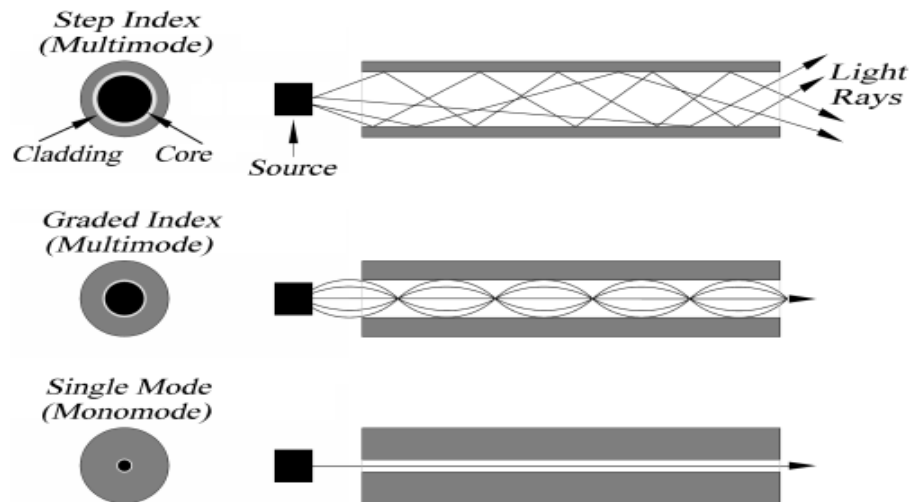 Step Index
(Multimode)
Cladding
Core
Source
Light
Rays
Graded Index
(Multimode)
Single Mode
(Monomode)